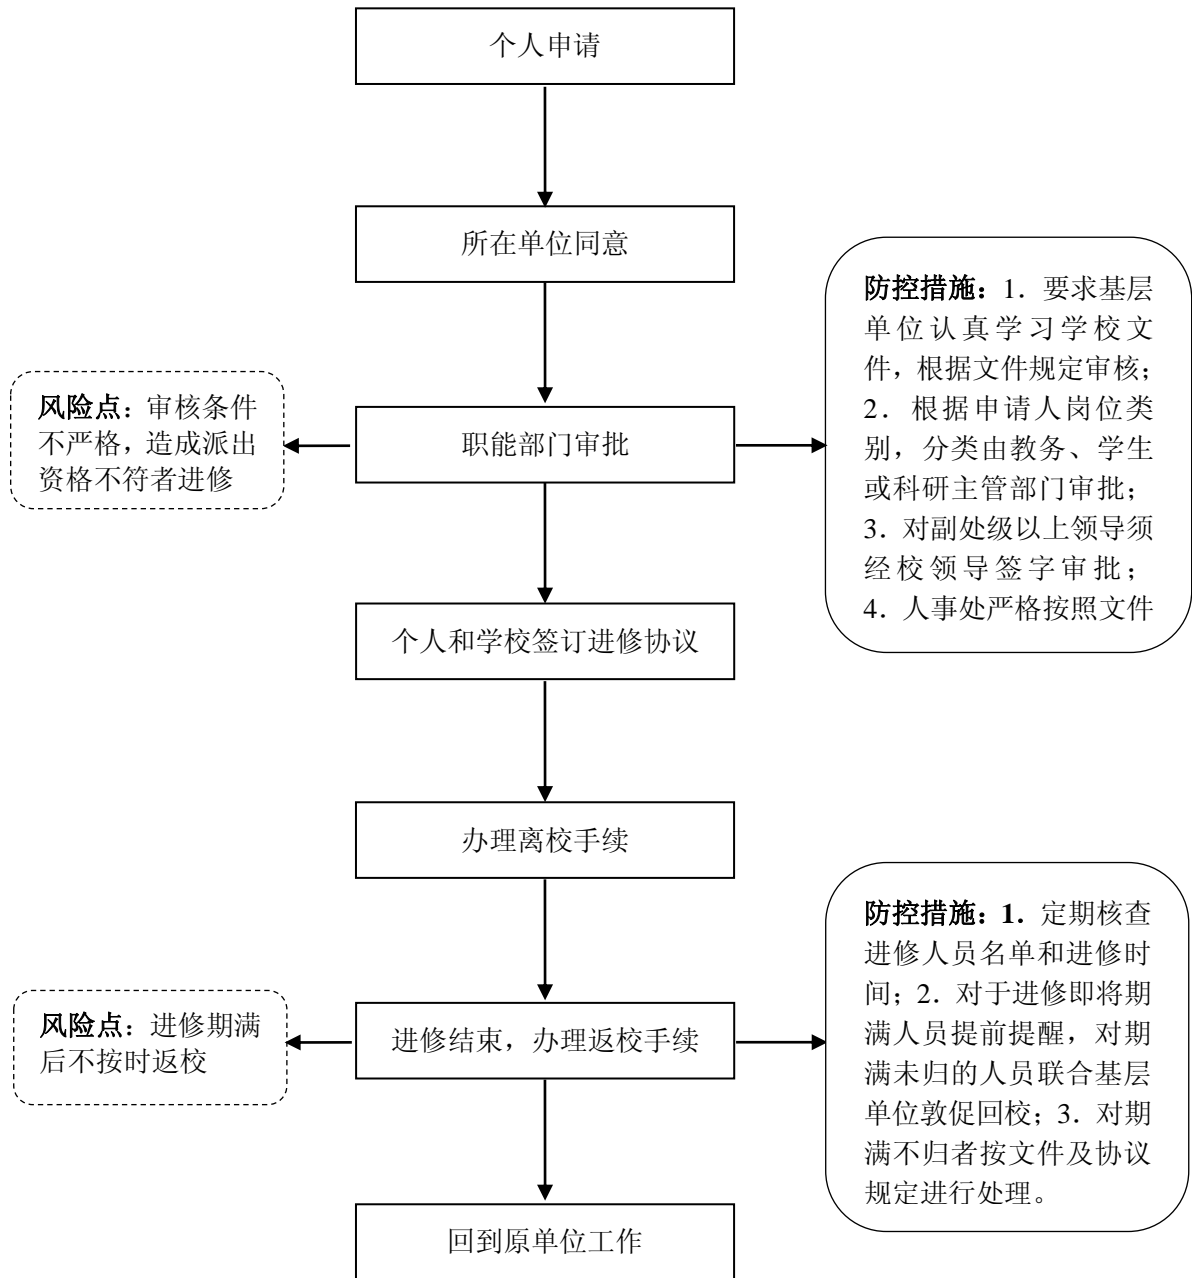 个人申请
所在单位同意
防控措施：1．要求基层
单位认真学习学校文
件，根据文件规定审核；
2．根据申请人岗位类
别，分类由教务、学生
或科研主管部门审批；
3．对副处级以上领导须
经校领导签字审批；
4．人事处严格按照文件
风险点：审核条件
不严格，造成派出
资格不符者进修
职能部门审批
个人和学校签订进修协议
办理离校手续
防控措施：1．定期核查
进修人员名单和进修时
间；2．对于进修即将期
满人员提前提醒，对期
满未归的人员联合基层
单位敦促回校；3．对期
满不归者按文件及协议
规定进行处理。
风险点：进修期满
后不按时返校
进修结束，办理返校手续
回到原单位工作